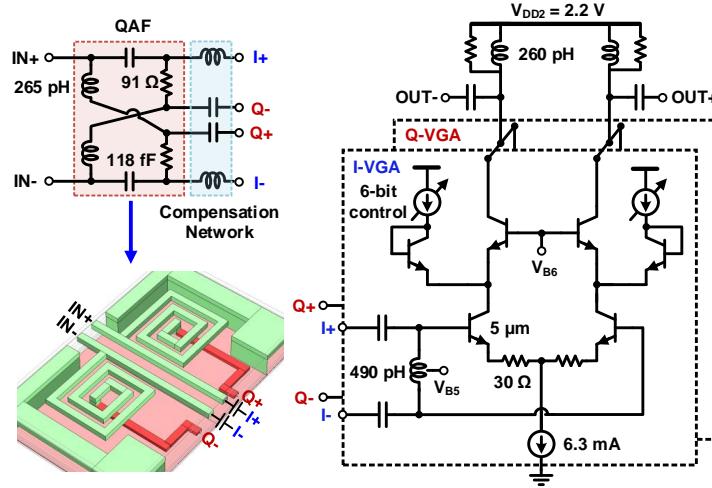 QAF
IN+
I+
265 pH
91 Ω
Q-
Q+
118 fF
IN-
I-
Compensation
Network
IN+
IN-
Q+
I+
I-
Q-
V_DD2 = 2.2 V
260 pH
OUT-
OUT+
Q-VGA
I-VGA
6-bit
control
V_B6
Q+
I+
5 µm
490 pH
V_B5
30 Ω
Q-
I-
6.3 mA